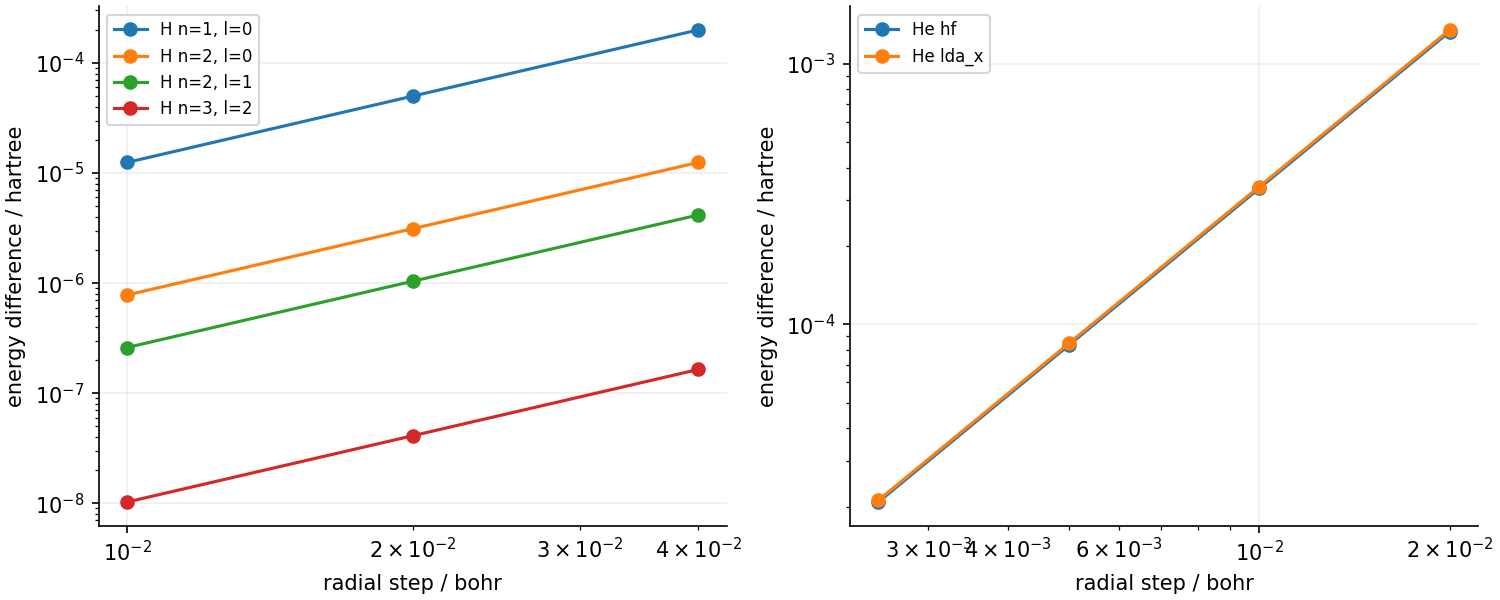 H n=1, l=0
H n=2, l=0
H n=2, l=1
H n=3, l=2
10⁻⁴
10⁻⁵
10⁻⁶
10⁻⁷
10⁻⁸
energy difference / hartree
10⁻²
2 × 10⁻²
3 × 10⁻²
4 × 10⁻²
radial step / bohr
He hf
He lda_x
10⁻³
10⁻⁴
energy difference / hartree
3 × 10⁻³
4 × 10⁻³
6 × 10⁻³
10⁻²
2 × 10⁻²
radial step / bohr